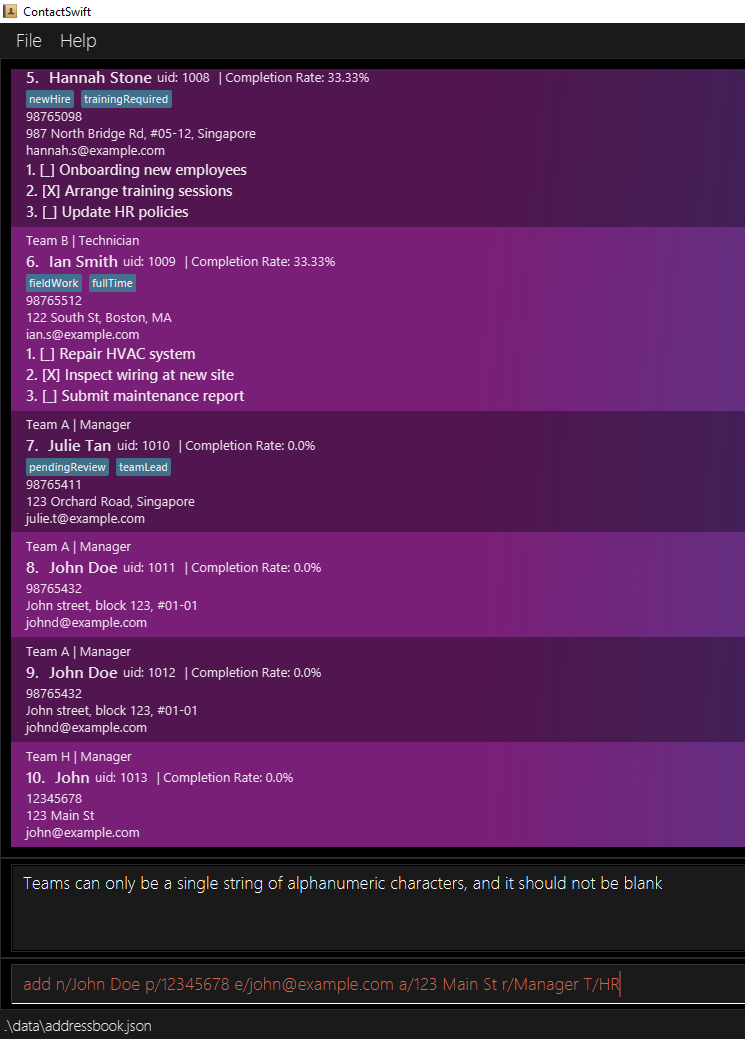 ContactSwift
File Help
5. Hannah Stone uid: 1008 | Completion Rate: 33.33%
newHire trainingRequired
98765098
987 North Bridge Rd, #05-12, Singapore
hannah.s@example.com
1. [_] Onboarding new employees
2. [X] Arrange training sessions
3. [_] Update HR policies
Team B | Technician
6. Ian Smith uid: 1009 | Completion Rate: 33.33%
fieldWork fullTime
98765512
122 South St, Boston, MA
ian.s@example.com
1. [_] Repair HVAC system
2. [X] Inspect wiring at new site
3. [_] Submit maintenance report
Team A | Manager
7. Julie Tan uid: 1010 | Completion Rate: 0.0%
pendingReview teamLead
98765411
123 Orchard Road, Singapore
julie.t@example.com
Team A | Manager
8. John Doe uid: 1011 | Completion Rate: 0.0%
98765432
John street, block 123, #01-01
johnd@example.com
Team A | Manager
9. John Doe uid: 1012 | Completion Rate: 0.0%
98765432
John street, block 123, #01-01
johnd@example.com
Team H | Manager
10. John uid: 1013 | Completion Rate: 0.0%
12345678
123 Main St
john@example.com
Teams can only be a single string of alphanumeric characters, and it should not be blank
add n/John Doe p/12345678 e/john@example.com a/123 Main St r/Manager T/HR
.\data\addressbook.json